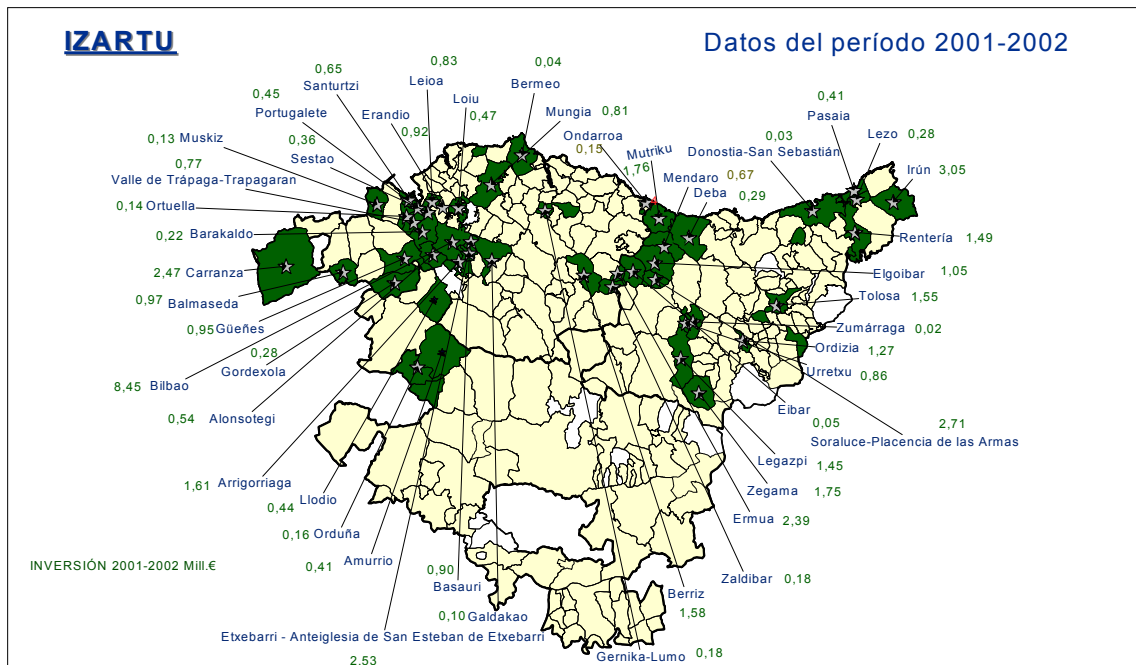 IZARTU
Datos del período 2001-2002
0,65 Santurtzi
0,83 Leioa
Loiu 0,47
0,04 Bermeo
Mungia 0,81
0,45 Portugalete
Erandio 0,92
Ondarroa 0,15
Mutriku 1,76
0,41 Pasaia
Lezo 0,28
0,03 Donostia-San Sebastián
0,13 Muskiz
0,36 Sestao
Mendaro 0,67
Deba 0,29
Irún 3,05
0,77 Valle de Trápaga-Trapagaran
0,14 Ortuella
0,22 Barakaldo
Rentería 1,49
2,47 Carranza
Elgoibar 1,05
0,97 Balmaseda
Tolosa 1,55
0,95 Güeñes
Zumárraga 0,02
Ordizia 1,27
0,28 Gordexola
Urretxu 0,86
8,45 Bilbao
Eibar 0,05
0,54 Alonsotegi
2,71
Soraluce-Placencia de las Armas
Legazpi 1,45
1,61 Arrigorriaga
Zegama 1,75
0,44 Llodio
Ermua 2,39
0,16 Orduña
0,41 Amurrio
INVERSIÓN 2001-2002 Mill.€
0,90 Basauri
Zaldibar 0,18
Berriz 1,58
0,10 Galdakao
Etxebarri - Anteiglesia de San Esteban de Etxebarri
2.53
Gernika-Lumo 0,18